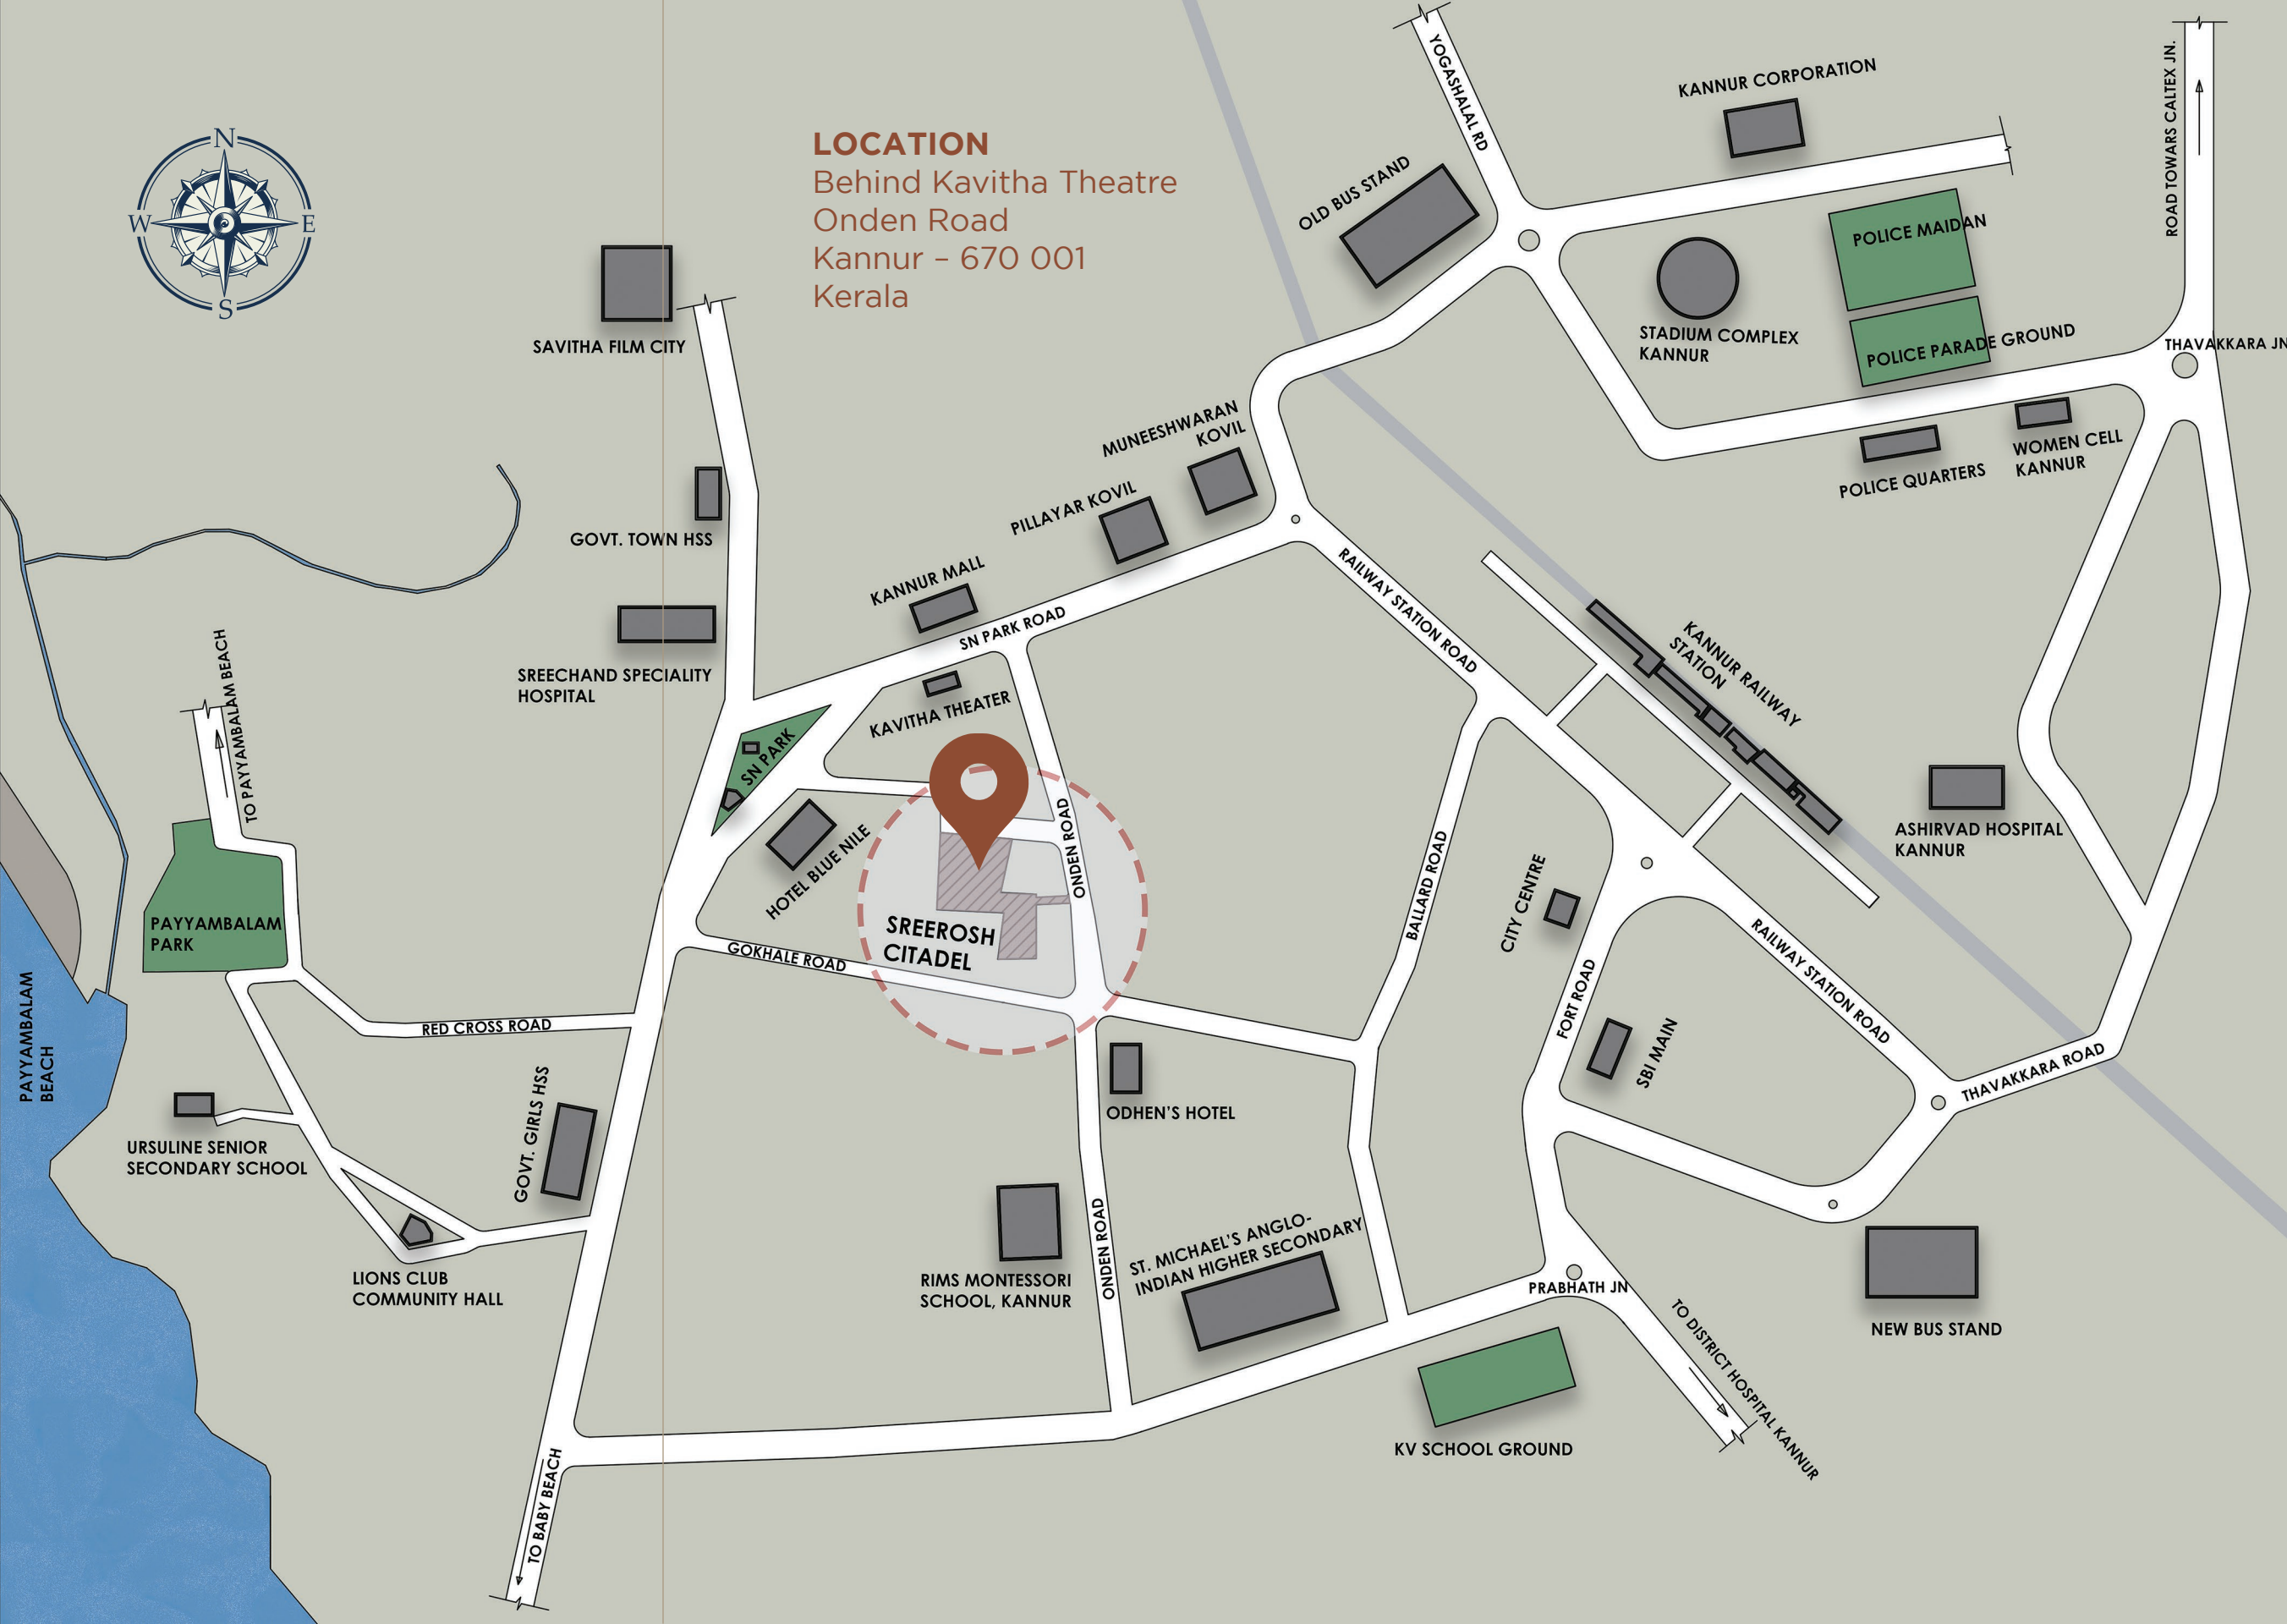 N
W
E
S
LOCATION
Behind Kavitha Theatre
Onden Road
Kannur – 670 001
Kerala
YOGASHALAL RD
KANNUR CORPORATION
ROAD TOWARS CALTEX JN.
OLD BUS STAND
POLICE MAIDAN
STADIUM COMPLEX
KANNUR
POLICE PARADE GROUND
THAVAKKARA JN
SAVITHA FILM CITY
MUNEESHWARAN
KOVIL
WOMEN CELL
KANNUR
POLICE QUARTERS
PILLAYAR KOVIL
GOVT. TOWN HSS
KANNUR MALL
SN PARK ROAD
RAILWAY STATION ROAD
KANNUR RAILWAY
STATION
SREECHAND SPECIALITY
HOSPITAL
KAVITHA THEATER
TO PAYYAMBALAM BEACH
SN PARK
HOTEL BLUE NILE
ONDEN ROAD
BALLARD ROAD
CITY CENTRE
ASHIRVAD HOSPITAL
KANNUR
PAYYAMBALAM
PARK
SREEROSH
CITADEL
GOKHALE ROAD
FORT ROAD
RAILWAY STATION ROAD
PAYYAMBALAM
BEACH
RED CROSS ROAD
SBI MAIN
THAVAKKARA ROAD
GOVT. GIRLS HSS
ODHEN'S HOTEL
URSULINE SENIOR
SECONDARY SCHOOL
ONDEN ROAD
ST. MICHAEL'S ANGLO-
INDIAN HIGHER SECONDARY
LIONS CLUB
COMMUNITY HALL
RIMS MONTESSORI
SCHOOL, KANNUR
PRABHATH JN
TO DISTRICT HOSPITAL KANNUR
NEW BUS STAND
KV SCHOOL GROUND
TO BABY BEACH